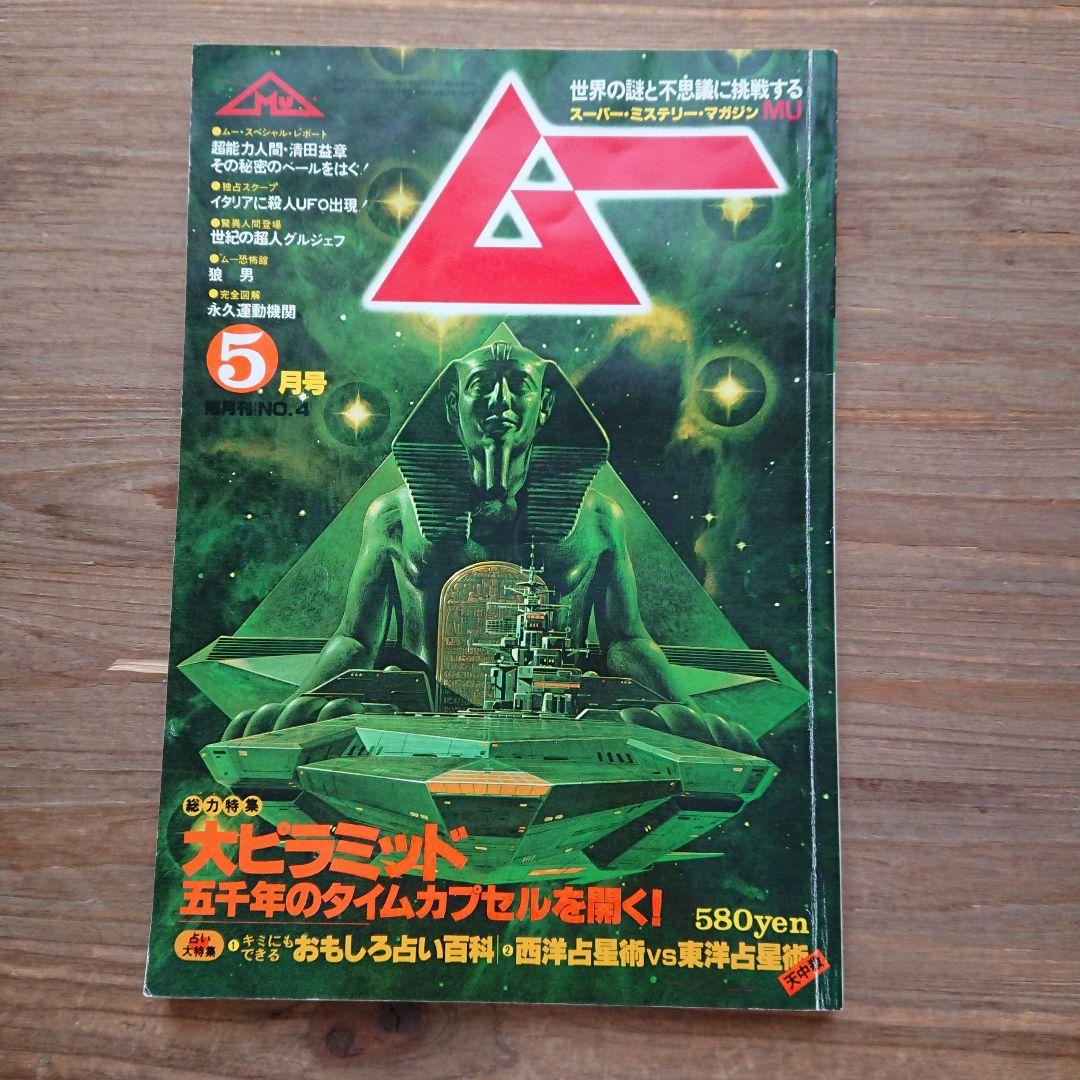 MU
世界の謎と不思議に挑戦する
スーパー・ミステリー・マガジン MU
ムー
●ムー・スペシャル・レポート
超能力人間・清田益章
その秘密のベールをはぐ!
●独占スクープ
イタリアに殺人UFO出現!
●驚異人間登場
世紀の超人グルジェフ
●ムー恐怖館
狼 男
●完全図解
永久運動機関
5月号
隔月刊 NO.4
総力特集
大ピラミッド
五千年のタイムカプセルを開く!
580yen
占い大特集 ❶キミにもできる おもしろ占い百科 ❷西洋占星術vs東洋占星術
天中殺